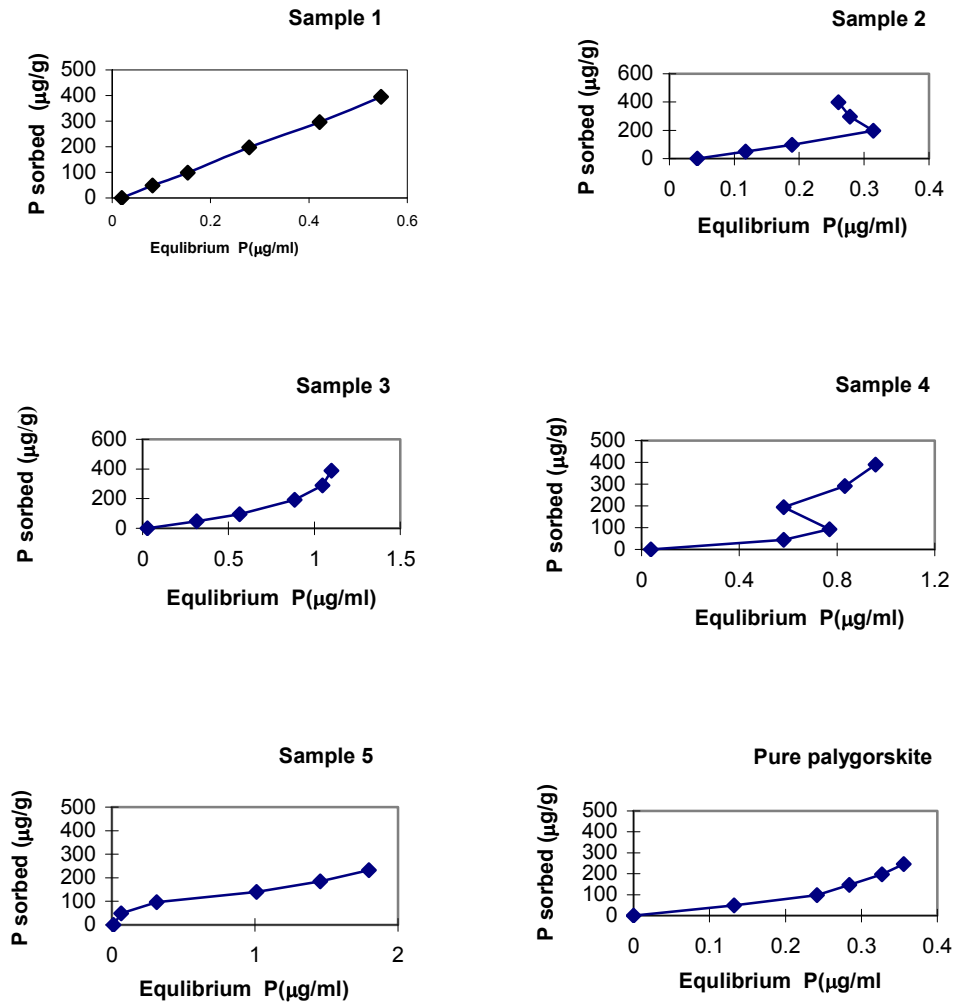 Sample 1
P sorbed (μg/g)
500
400
300
200
100
0
0 0.2 0.4 0.6
Equlibrium P(μg/ml)
Sample 2
P sorbed (μg/g)
600
400
200
0
0 0.1 0.2 0.3 0.4
Equlibrium P(μg/ml)
Sample 3
P sorbed (μg/g)
600
400
200
0
0 0.5 1 1.5
Equlibrium P(μg/ml)
Sample 4
P sorbed (μg/g)
500
400
300
200
100
0
0 0.4 0.8 1.2
Equlibrium P(μg/ml)
Sample 5
P sorbed (μg/g)
500
400
300
200
100
0
0 1 2
Equlibrium P(μg/ml)
Pure palygorskite
P sorbed (μg/g)
500
400
300
200
100
0
0 0.1 0.2 0.3 0.4
Equlibrium P(μg/ml